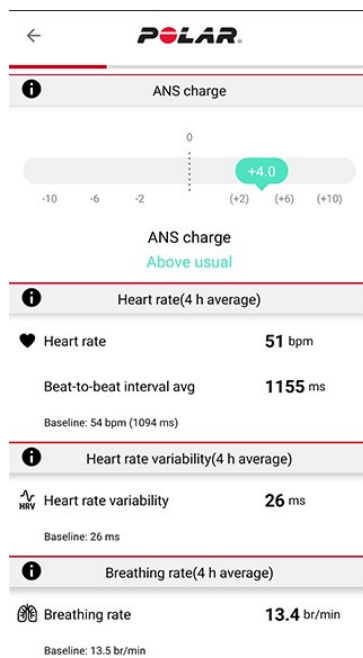 POLAR.
ANS charge
0
+4.0
-10 -6 -2 (+2) (+6) (+10)
ANS charge
Above usual
Heart rate(4 h average)
Heart rate 51 bpm
Beat-to-beat interval avg 1155 ms
Baseline: 54 bpm (1094 ms)
Heart rate variability(4 h average)
HRV Heart rate variability 26 ms
Baseline: 26 ms
Breathing rate(4 h average)
Breathing rate 13.4 br/min
Baseline: 13.5 br/min